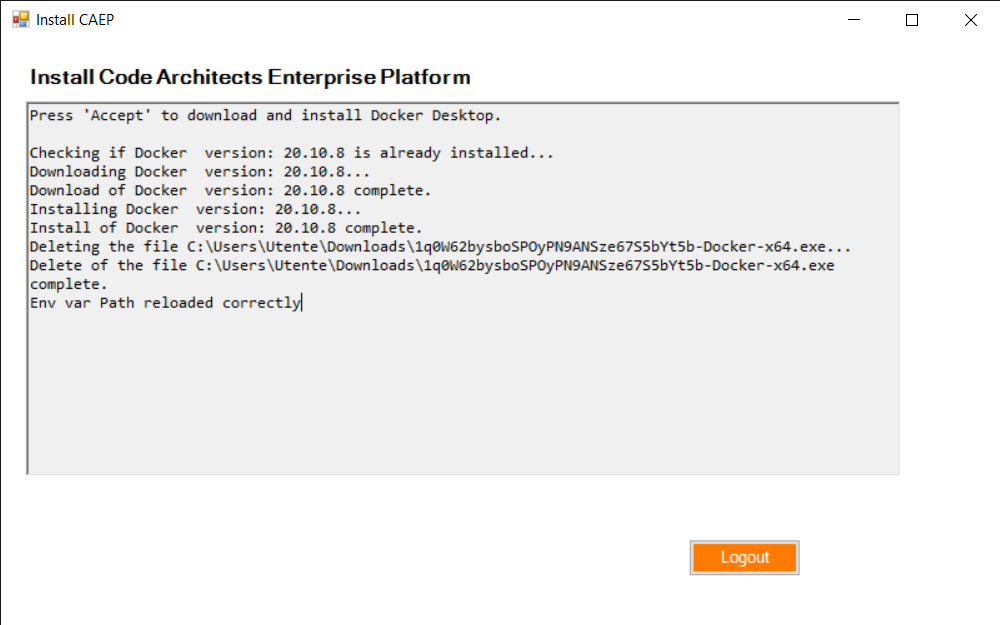 Install CAEP
Install Code Architects Enterprise Platform
Press 'Accept' to download and install Docker Desktop.
Checking if Docker  version: 20.10.8 is already installed...
Downloading Docker  version: 20.10.8...
Download of Docker  version: 20.10.8 complete.
Installing Docker  version: 20.10.8...
Install of Docker  version: 20.10.8 complete.
Deleting the file C:\Users\Utente\Downloads\1q0W62bysboSPOyPN9ANSze67S5bYt5b-Docker-x64.exe...
Delete of the file C:\Users\Utente\Downloads\1q0W62bysboSPOyPN9ANSze67S5bYt5b-Docker-x64.exe
complete.
Env var Path reloaded correctly
Logout